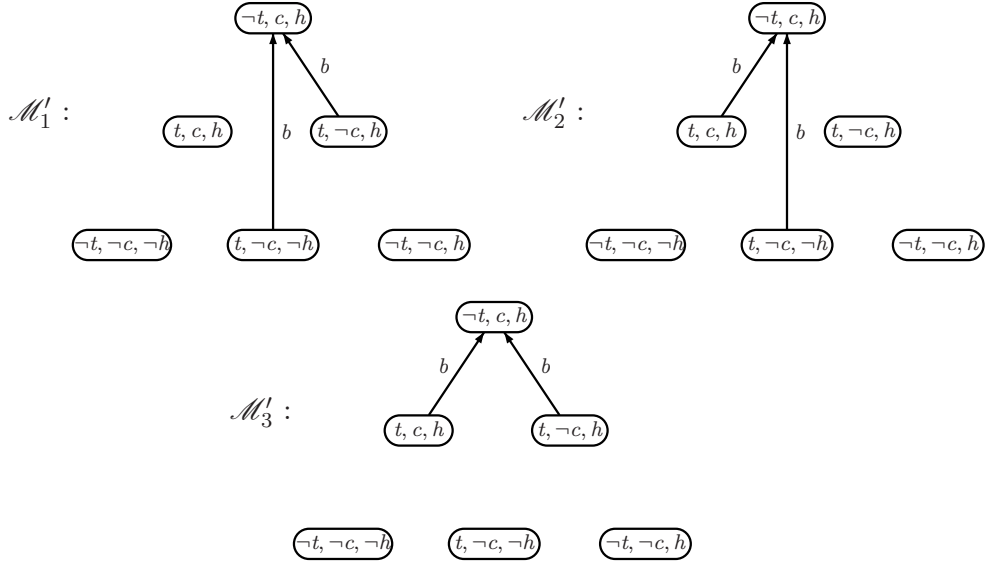 ¬t, c, h ¬t, c, h
b b
ℳ′₁ : t, c, h b t, ¬c, h ℳ′₂ : t, c, h b t, ¬c, h
¬t, ¬c, ¬h t, ¬c, ¬h ¬t, ¬c, h ¬t, ¬c, ¬h t, ¬c, ¬h ¬t, ¬c, h
¬t, c, h
b b
ℳ′₃ : t, c, h t, ¬c, h
¬t, ¬c, ¬h t, ¬c, ¬h ¬t, ¬c, h